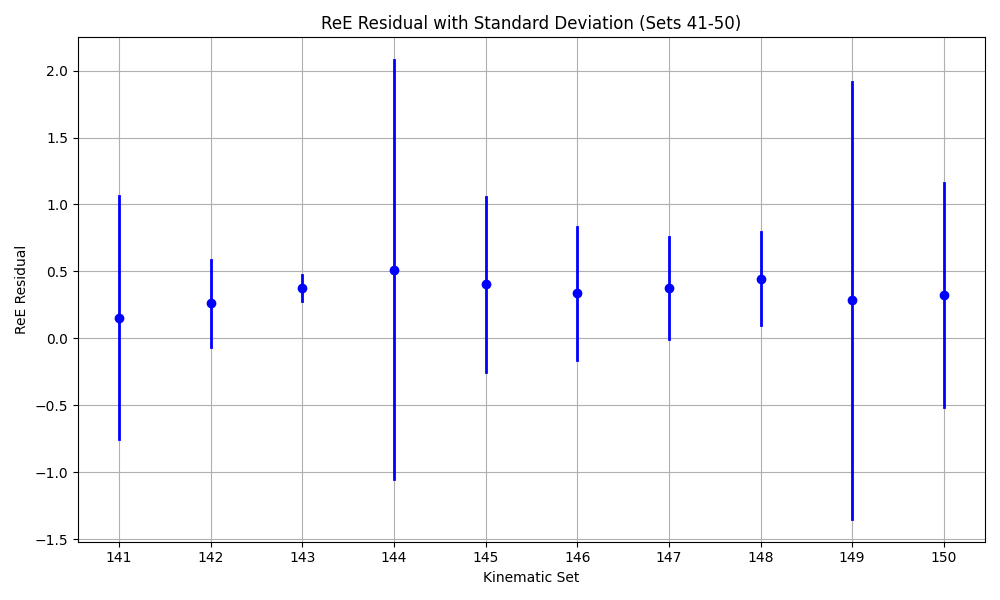 ReE Residual with Standard Deviation (Sets 41-50)
2.0
1.5
1.0
0.5
0.0
−0.5
−1.0
−1.5
ReE Residual
141 142 143 144 145 146 147 148 149 150
Kinematic Set